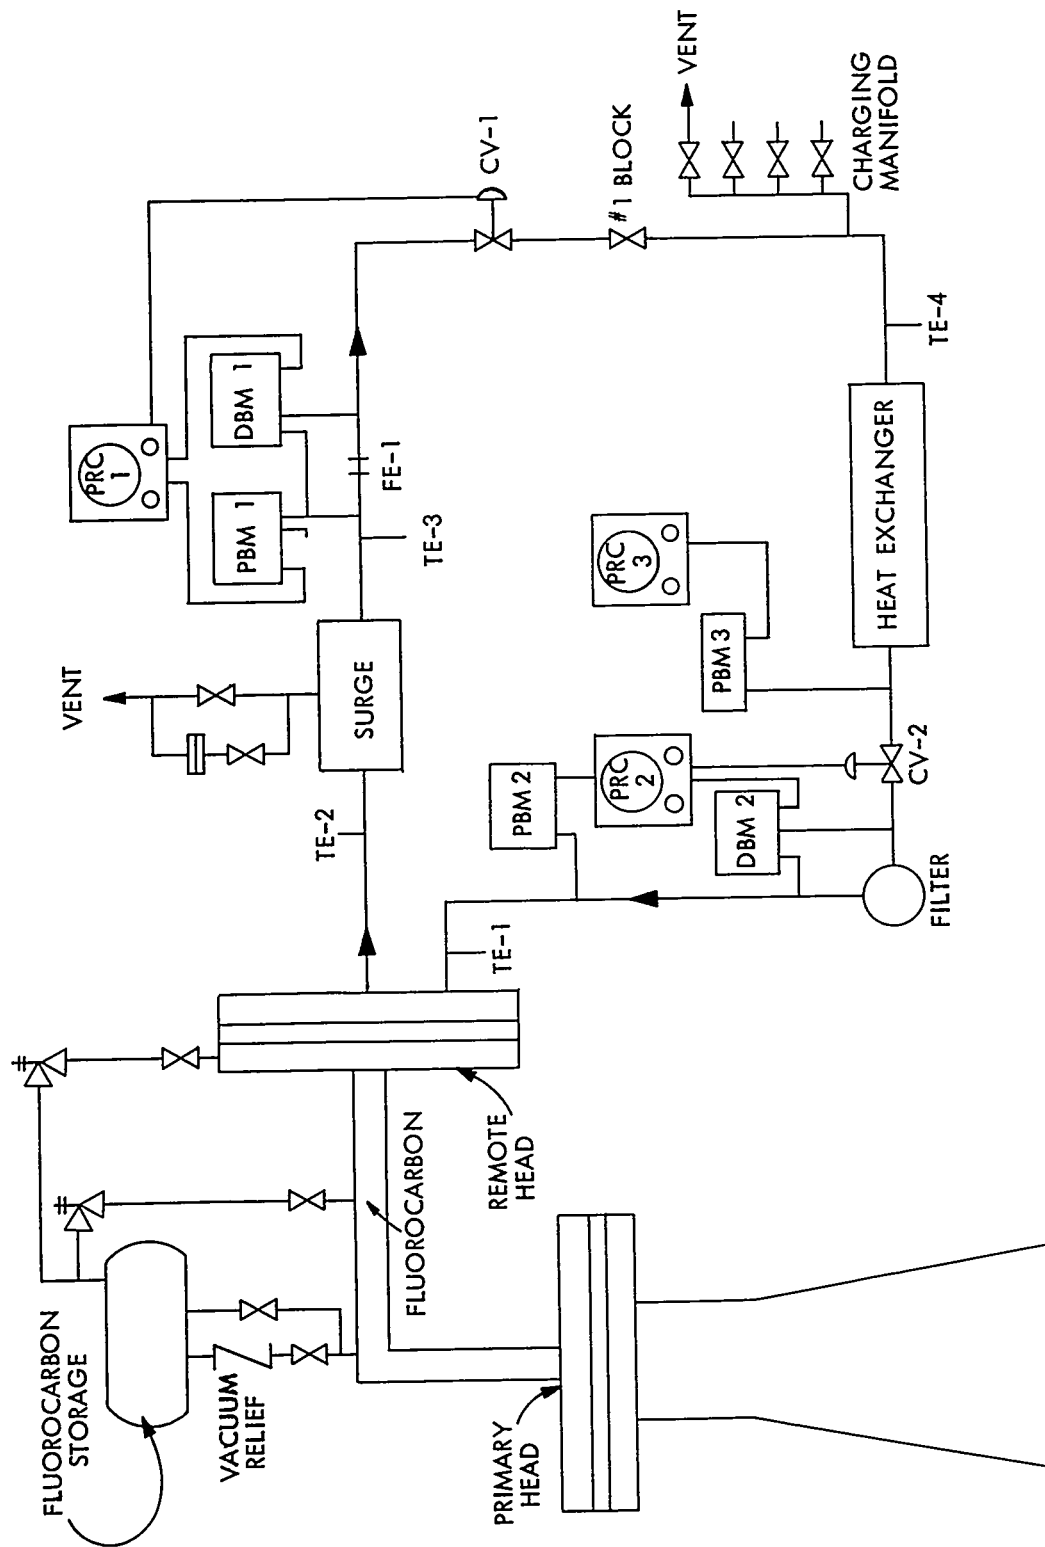 FLUOROCARBON
STORAGE
VACUUM
RELIEF
PRIMARY
HEAD
FLUOROCARBON
REMOTE
HEAD
VENT
TE-2
SURGE
TE-1
PRC
1
PBM 1
DBM 1
TE-3
FE-1
CV-1
#1 BLOCK
VENT
CHARGING
MANIFOLD
PBM 2
PRC
2
DBM 2
FILTER
CV-2
PBM 3
PRC
3
HEAT EXCHANGER
TE-4